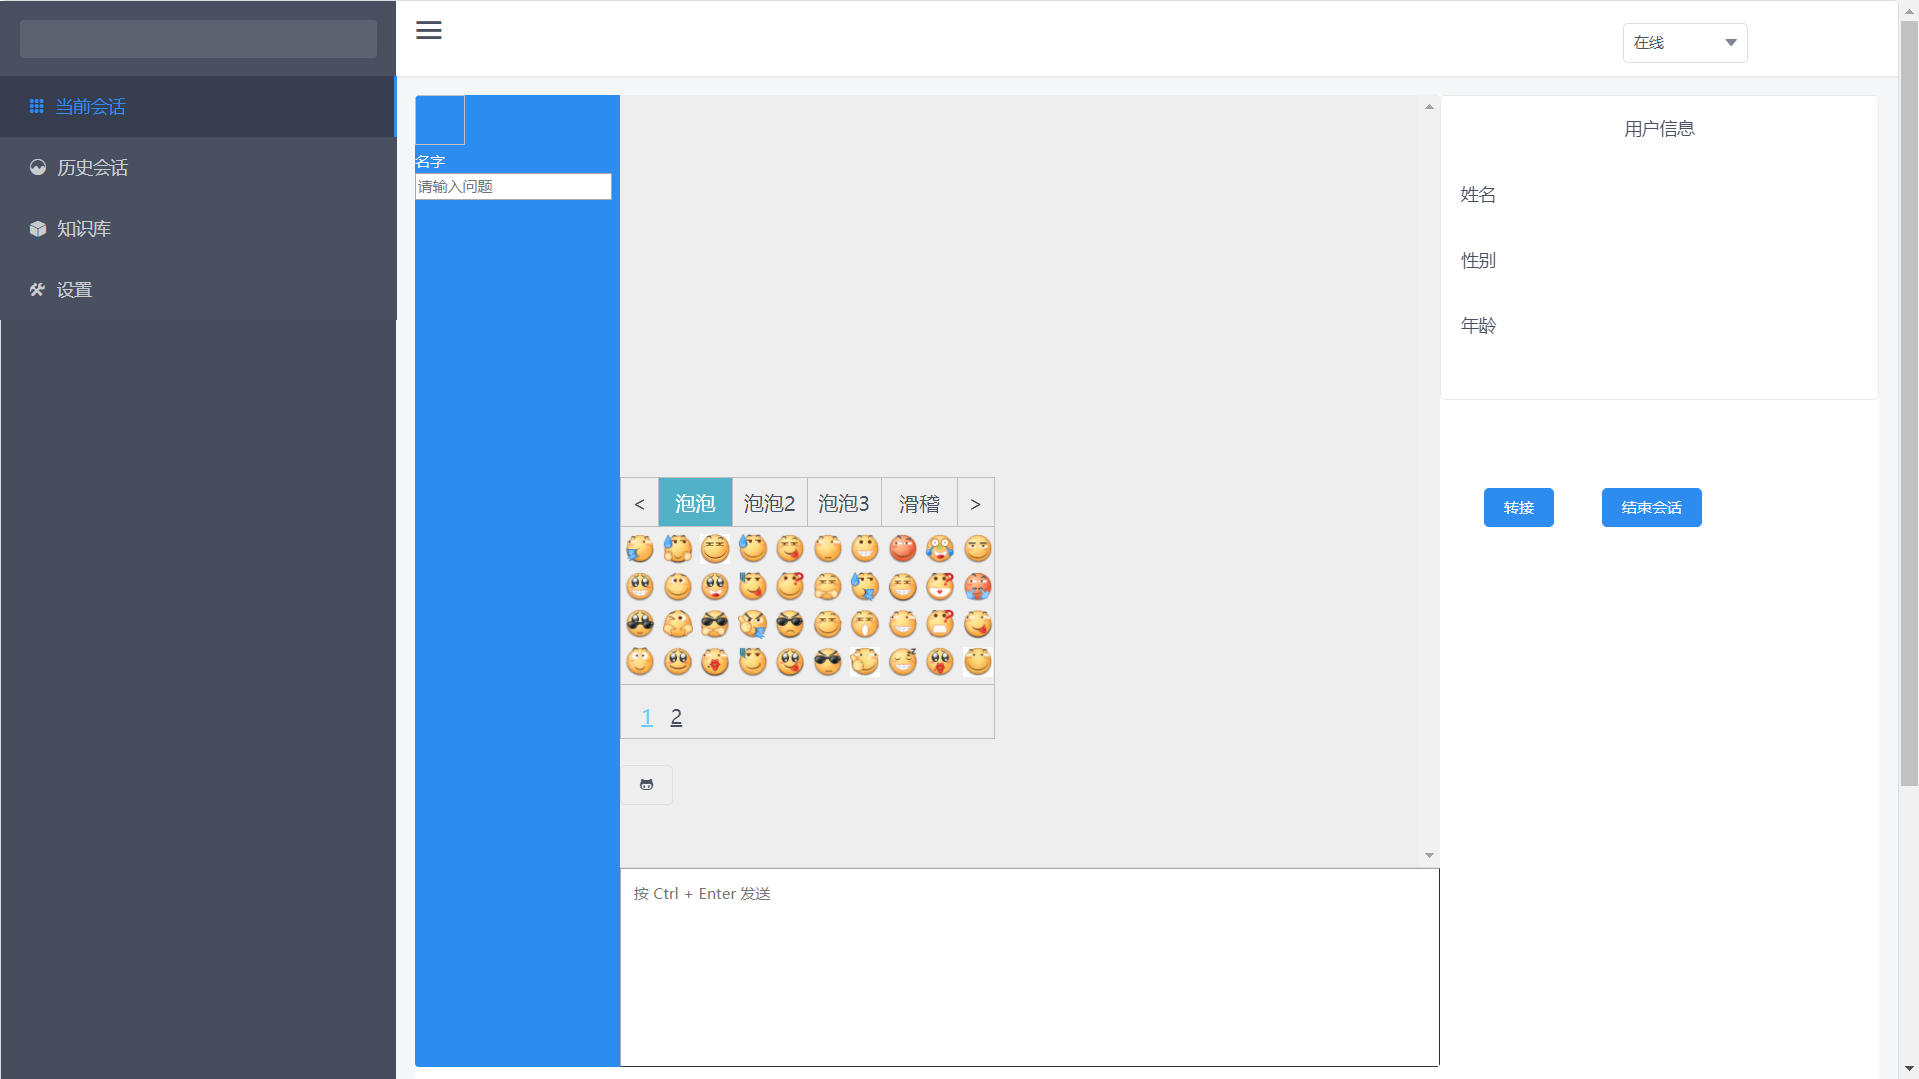 在线
当前会话
历史会话
知识库
设置
名字
请输入问题
用户信息
姓名
性别
年龄
< 泡泡 泡泡2 泡泡3 滑稽 >
1 2
转接 结束会话
按 Ctrl + Enter 发送